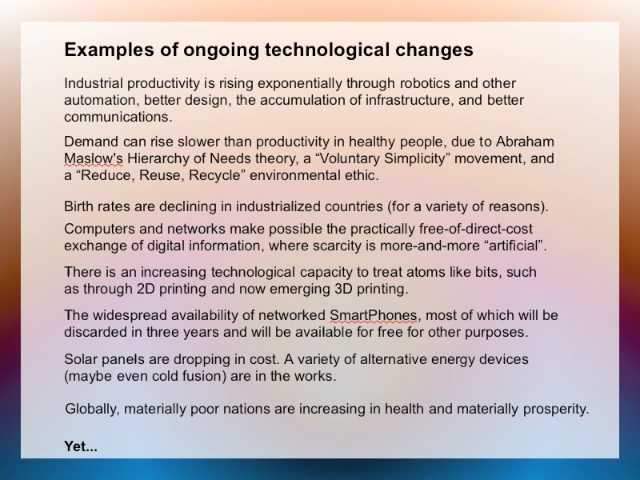 Examples of ongoing technological changes
Industrial productivity is rising exponentially through robotics and other
automation, better design, the accumulation of infrastructure, and better
communications.
Demand can rise slower than productivity in healthy people, due to Abraham
Maslow's Hierarchy of Needs theory, a “Voluntary Simplicity” movement, and
a “Reduce, Reuse, Recycle” environmental ethic.
Birth rates are declining in industrialized countries (for a variety of reasons).
Computers and networks make possible the practically free-of-direct-cost
exchange of digital information, where scarcity is more-and-more “artificial”.
There is an increasing technological capacity to treat atoms like bits, such
as through 2D printing and now emerging 3D printing.
The widespread availability of networked SmartPhones, most of which will be
discarded in three years and will be available for free for other purposes.
Solar panels are dropping in cost. A variety of alternative energy devices
(maybe even cold fusion) are in the works.
Globally, materially poor nations are increasing in health and materially prosperity.
Yet...